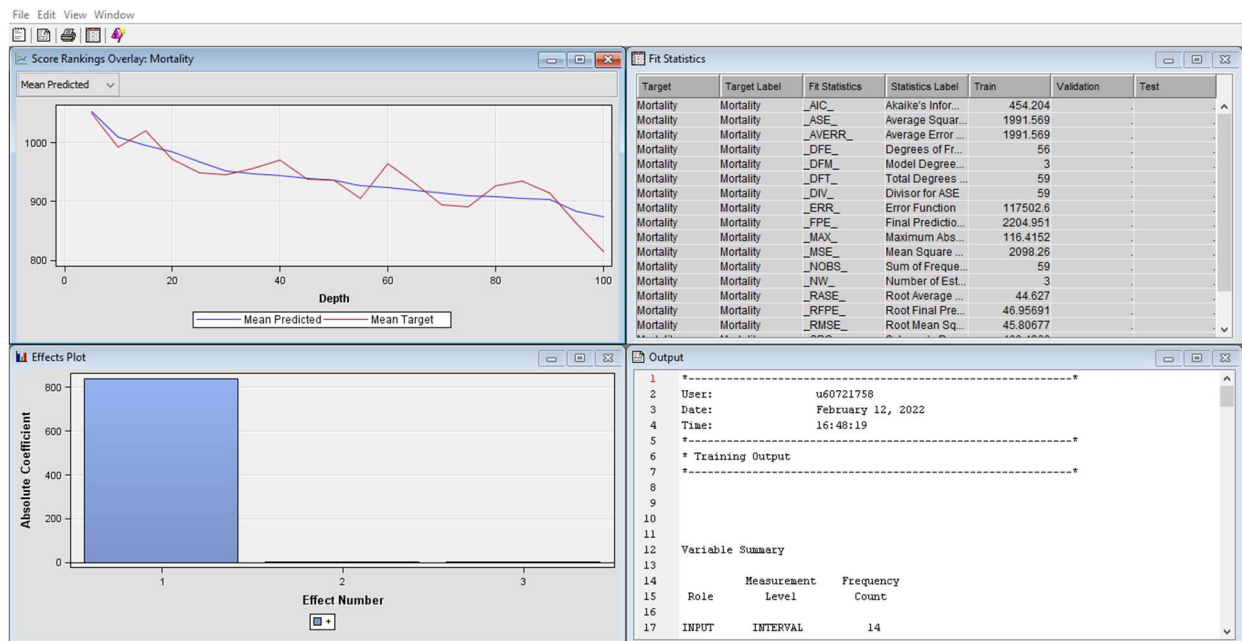 File Edit View Window
Score Rankings Overlay: Mortality
Mean Predicted
1000
900
800
0 20 40 60 80 100
Depth
Mean Predicted Mean Target
Fit Statistics
Target Target Label Fit Statistics Statistics Label Train Validation Test
Mortality Mortality _AIC_ Akaike's Infor... 454.204 . .
Mortality Mortality _ASE_ Average Squar... 1991.569 . .
Mortality Mortality _AVERR_ Average Error ... 1991.569 . .
Mortality Mortality _DFE_ Degrees of Fr... 56 . .
Mortality Mortality _DFM_ Model Degree... 3 . .
Mortality Mortality _DFT_ Total Degrees ... 59 . .
Mortality Mortality _DIV_ Divisor for ASE 59 . .
Mortality Mortality _ERR_ Error Function 117502.6 . .
Mortality Mortality _FPE_ Final Predictio... 2204.951 . .
Mortality Mortality _MAX_ Maximum Abs... 116.4152 . .
Mortality Mortality _MSE_ Mean Square ... 2098.26 . .
Mortality Mortality _NOBS_ Sum of Freque... 59 . .
Mortality Mortality _NW_ Number of Est... 3 . .
Mortality Mortality _RASE_ Root Average ... 44.627 . .
Mortality Mortality _RFPE_ Root Final Pre... 46.95691 . .
Mortality Mortality _RMSE_ Root Mean Sq... 45.80677 . .
Effects Plot
Absolute Coefficient
800
600
400
200
0
1 2 3
Effect Number
+
Output
1 *------------------------------------------------------------*
2 User: u60721758
3 Date: February 12, 2022
4 Time: 16:48:19
5 *------------------------------------------------------------*
6 * Training Output
7 *------------------------------------------------------------*
8
9
10
11
12 Variable Summary
13
14 Measurement Frequency
15 Role Level Count
16
17 INPUT INTERVAL 14